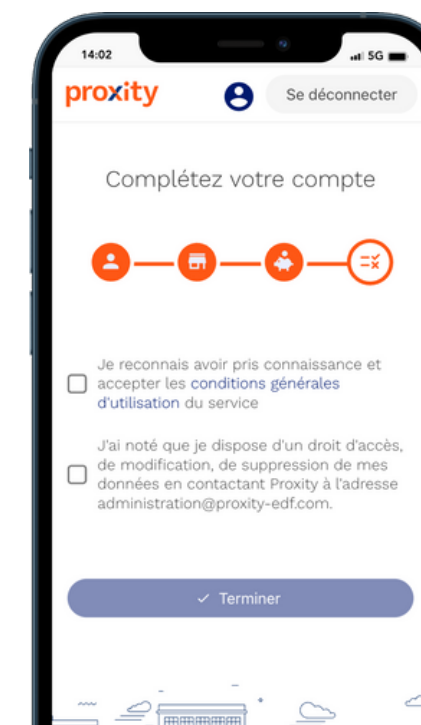 14:02
5G
proxity
Se déconnecter
Complétez votre compte
Je reconnais avoir pris connaissance et
accepter les conditions générales
d'utilisation du service
J'ai noté que je dispose d'un droit d'accès,
de modification, de suppression de mes
données en contactant Proxity à l'adresse
administration@proxity-edf.com.
Terminer